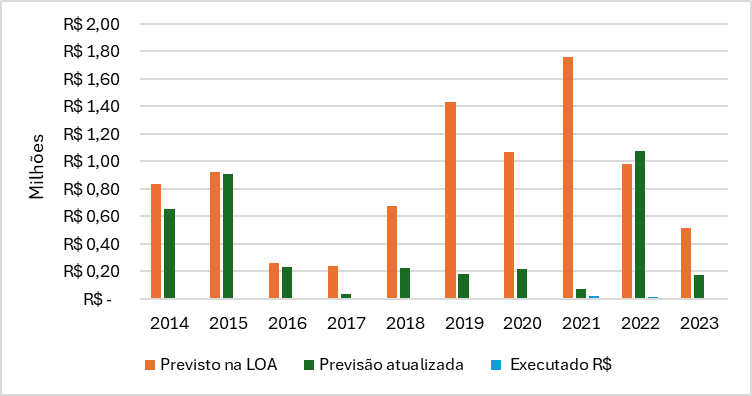 R$ 2,00
R$ 1,80
R$ 1,60
R$ 1,40
R$ 1,20
R$ 1,00
R$ 0,80
R$ 0,60
R$ 0,40
R$ 0,20
R$ -
Milhões
2014 2015 2016 2017 2018 2019 2020 2021 2022 2023
Previsto na LOA Previsão atualizada Executado R$